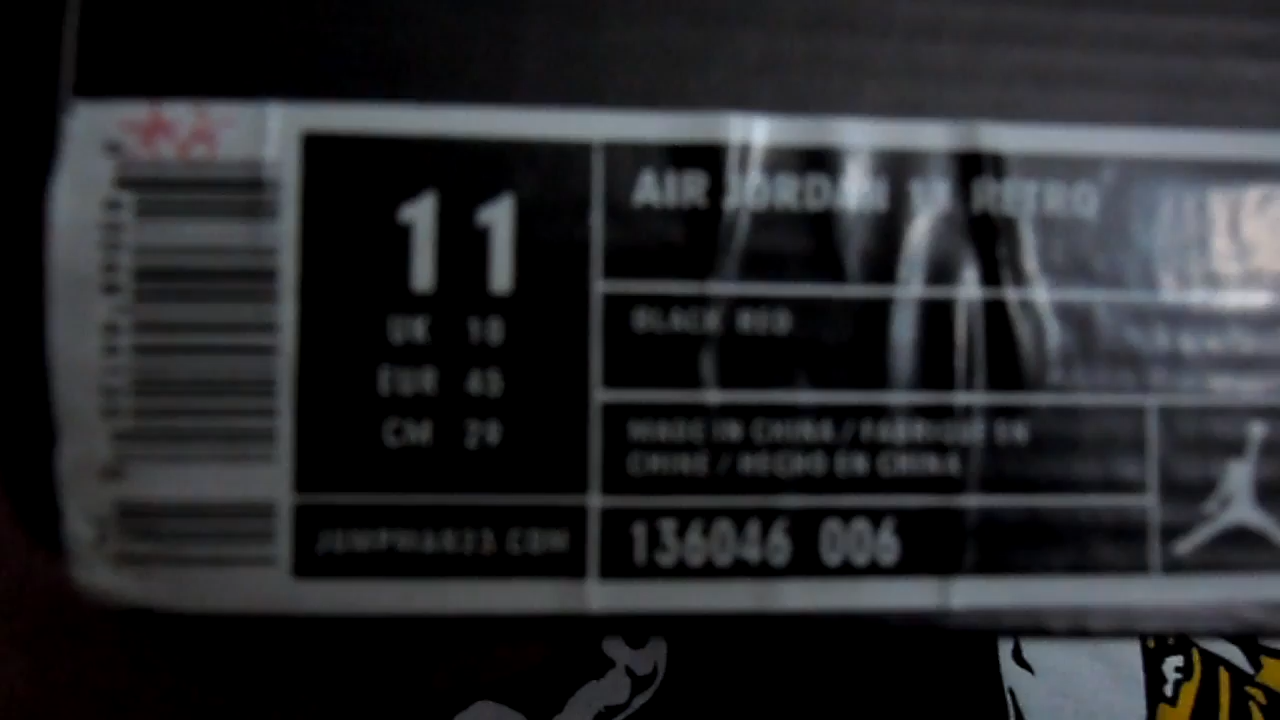 11
UK 10
EUR 45
CM 29
JUMPMAN23.COM
AIR JORDAN RETRO
BLACK RED
MADE IN CHINA / FABRIQUE EN
CHINE / HECHO EN CHINA
136046 006